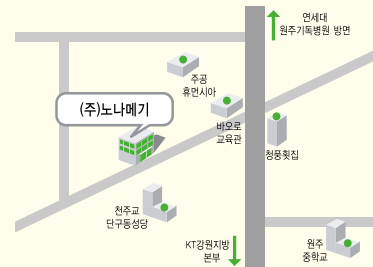 연세대
원주기독병원 방면
주공
휴먼시아
(주)노나메기
바오로
교육관
청풍횟집
천주교
단구동성당
KT강원지방
본부
원주
중학교